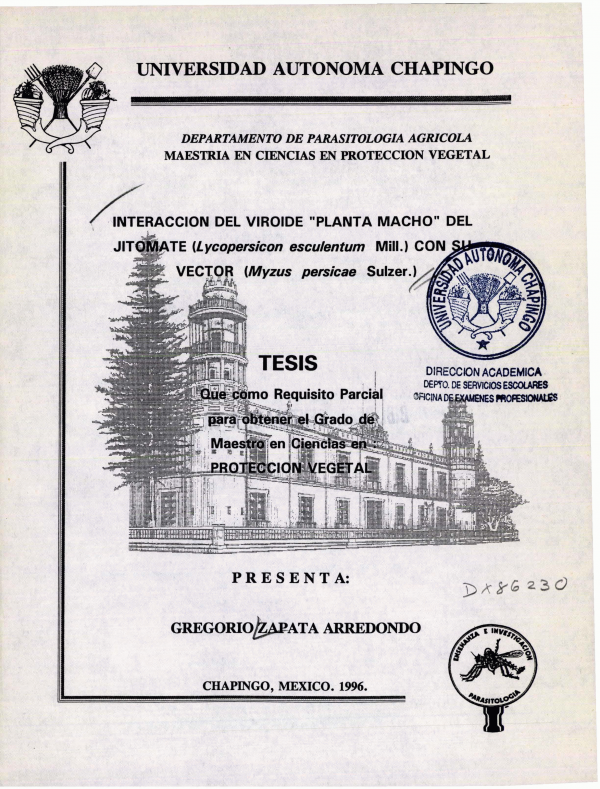 UNIVERSIDAD AUTONOMA CHAPINGO
DEPARTAMENTO DE PARASITOLOGIA AGRICOLA
MAESTRIA EN CIENCIAS EN PROTECCION VEGETAL
INTERACCION DEL VIROIDE "PLANTA MACHO" DEL
JITOMATE (Lycopersicon esculentum Mill.) CON SU
VECTOR (Myzus persicae Sulzer.)
UNIVERSIDAD AUTONOMA CHAPINGO
DIRECCION ACADEMICA
DEPTO. DE SERVICIOS ESCOLARES
OFICINA DE EXAMENES PROFESIONALES
TESIS
Que como Requisito Parcial
para obtener el Grado de
Maestro en Ciencias en :
PROTECCION VEGETAL
PRESENTA:
DX86230
GREGORIO ZAPATA ARREDONDO
ENSEÑANZA E INVESTIGACION
PARASITOLOGIA
CHAPINGO, MEXICO. 1996.